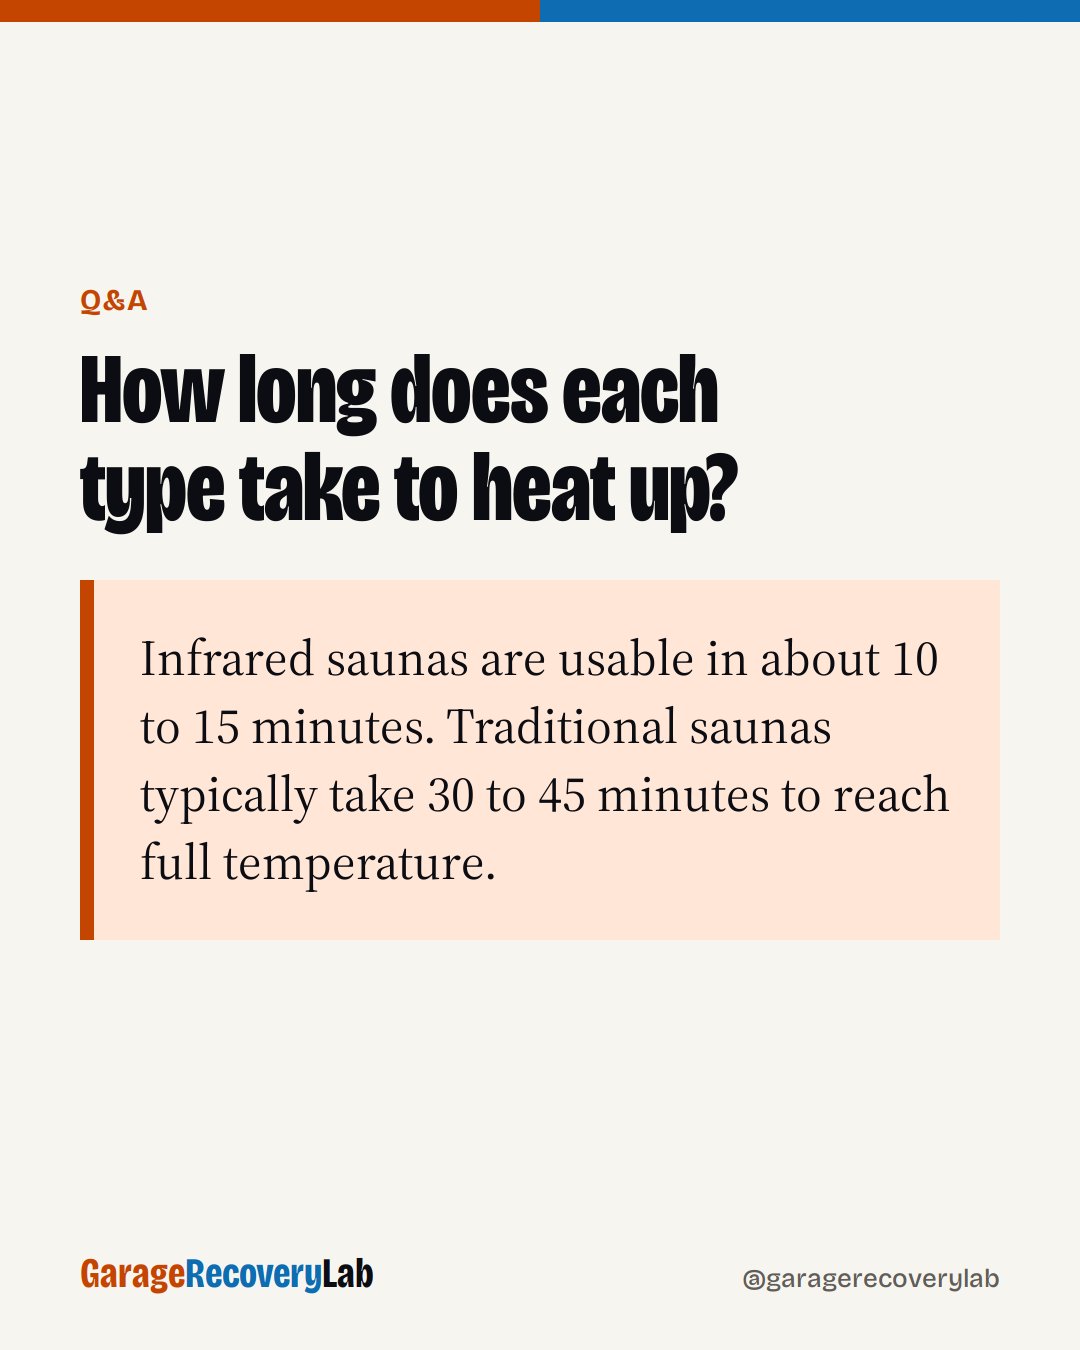 Q&A
How long does each
type take to heat up?
Infrared saunas are usable in about 10
to 15 minutes. Traditional saunas
typically take 30 to 45 minutes to reach
full temperature.
GarageRecoveryLab
@garagerecoverylab